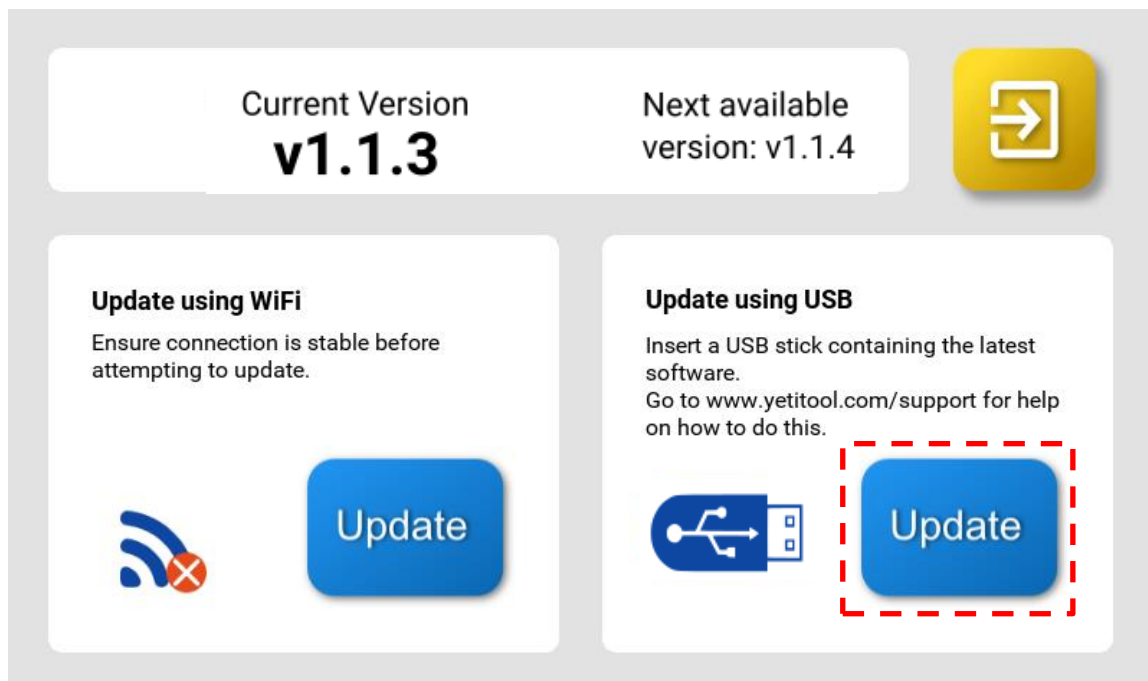 Current Version
v1.1.3
Next available
version: v1.1.4
Update using WiFi
Ensure connection is stable before
attempting to update.
Update
Update using USB
Insert a USB stick containing the latest
software.
Go to www.yetitool.com/support for help
on how to do this.
Update